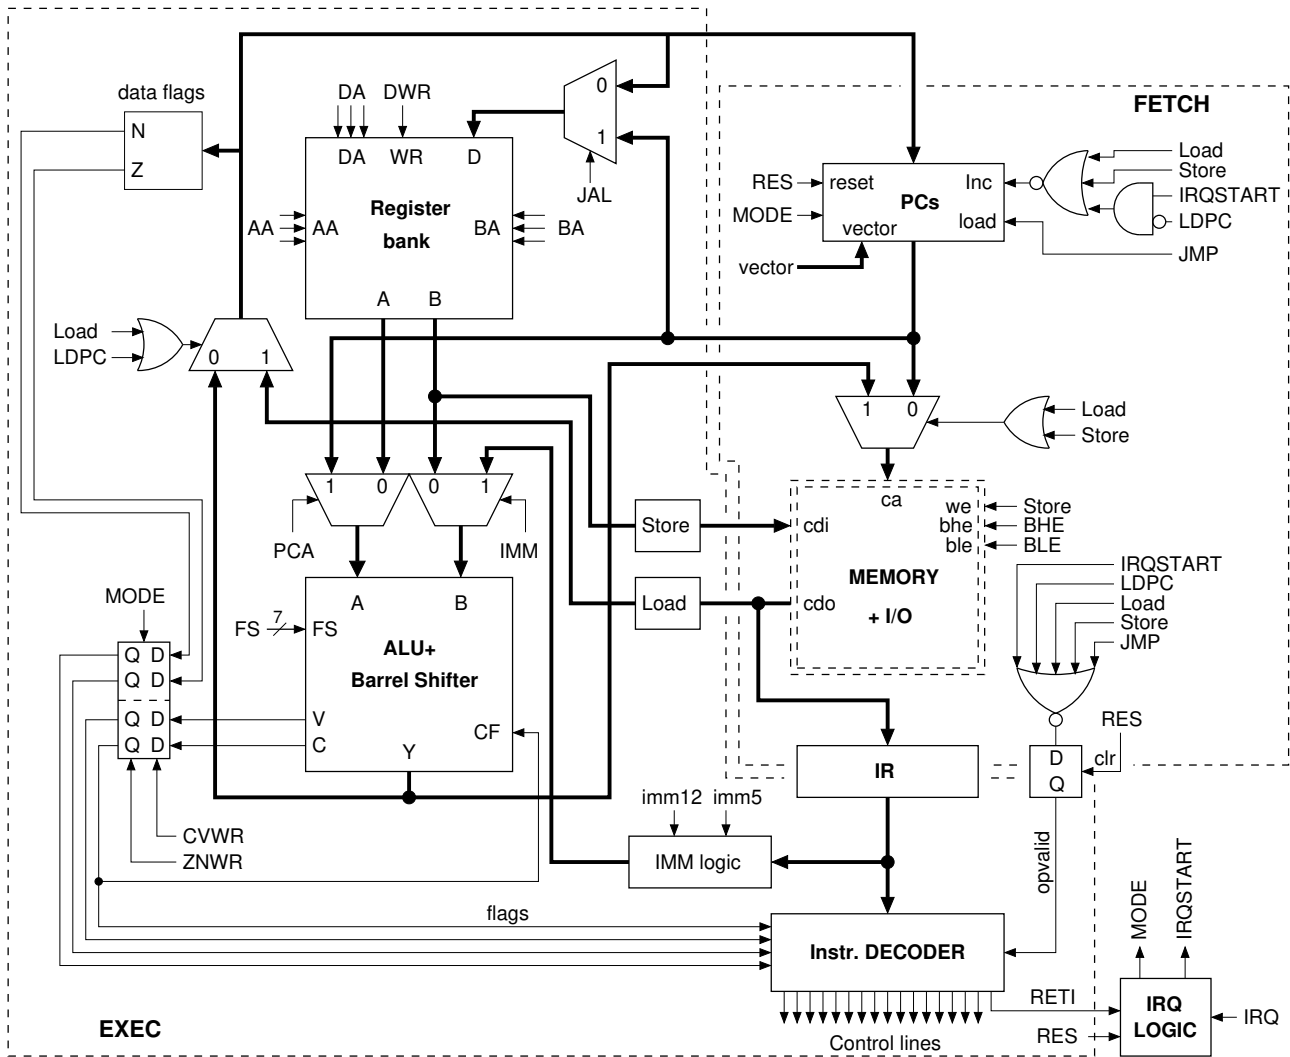 data flags
N
Z
DA
DWR
DA
WR
D
0
1
JAL
FETCH
AA
AA
Register
bank
BA
BA
A
B
RES
MODE
reset
Inc
PCs
load
vector
vector
Load
Store
IRQSTART
LDPC
JMP
Load
LDPC
0
1
1
0
Load
Store
1
0
0
1
PCA
IMM
Store
Load
ca
cdi
cdo
we
bhe
ble
MEMORY
+ I/O
Store
BHE
BLE
IRQSTART
LDPC
Load
Store
JMP
MODE
Q D
Q D
Q D
Q D
FS
7
FS
A
B
ALU+
Barrel Shifter
V
C
CF
Y
CVWR
ZNWR
IR
D
Q
clr
RES
imm12
imm5
IMM logic
opvalid
flags
Instr. DECODER
Control lines
RETI
RES
MODE
IRQSTART
IRQ
LOGIC
IRQ
EXEC